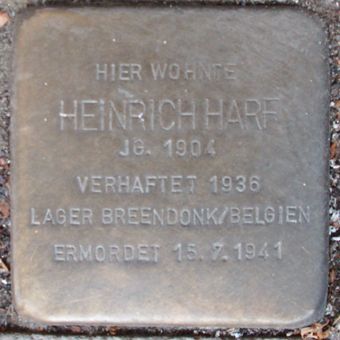 HIER WOHNTE
HEINRICH HARF
JG. 1904
VERHAFTET 1936
LAGER BREENDONK/BELGIEN
ERMORDET 15.7.1941